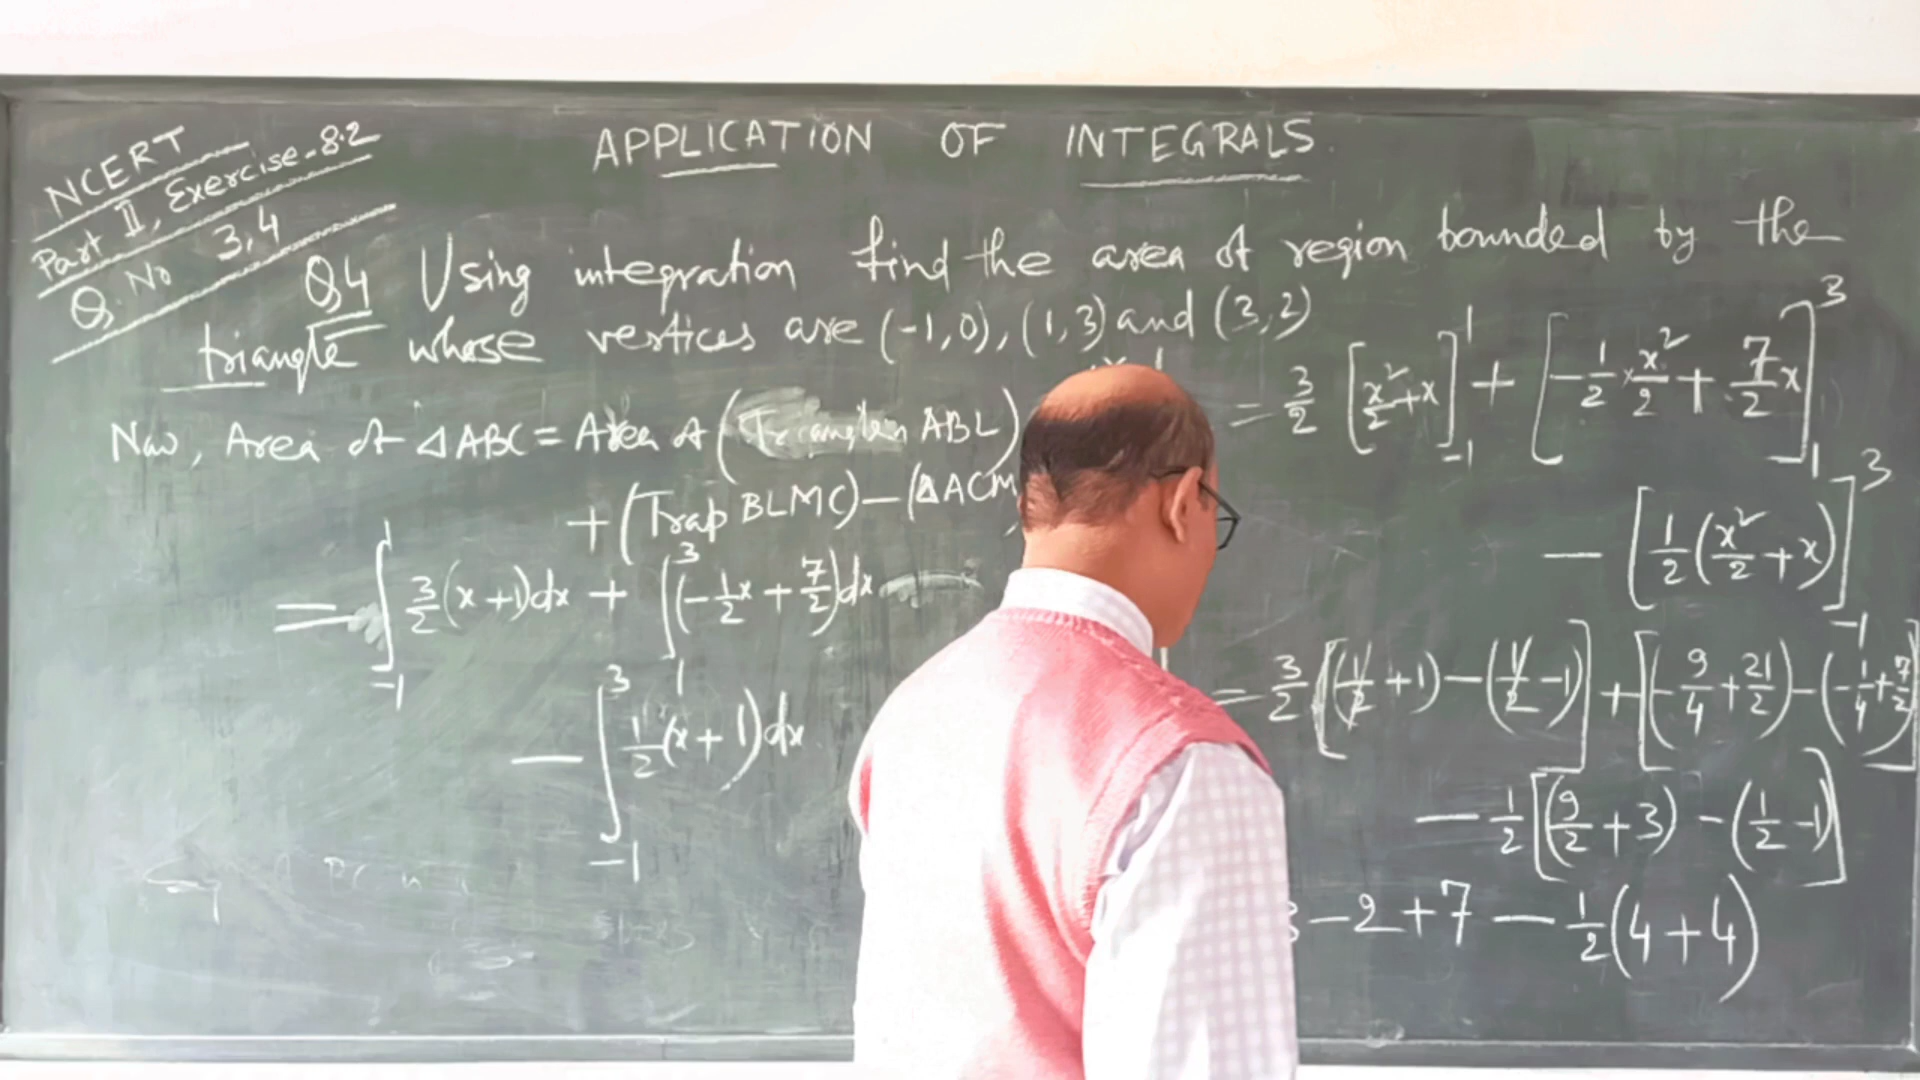 NCERT
Part II, Exercise-8.2
Q. No 3,4
APPLICATION OF INTEGRALS
Q4 Using integration find the area of region bounded by the
triangle whose vertices are (-1,0), (1,3) and (3,2)
Now, Area of △ABC = Area of (Triangle ABL)
+ (Trap BLMC) − (△ACM
= ∫_{-1}^{1} 3/2 (x+1)dx + ∫_{1}^{3} (-1/2 x + 7/2)dx
− ∫_{-1}^{3} 1/2 (x+1)dx
= 3/2 [x²/2 + x]_{-1}^{1} + [-1/2 × x²/2 + 7/2 x]_{1}^{3}
− [1/2 (x²/2 + x)]_{-1}^{3}
= 3/2 [(1/2 + 1) − (1/2 − 1)] + [(-9/4 + 21/2) − (-1/4 + 7/2)]
− 1/2 [(9/2 + 3) − (1/2 − 1)]
3 − 2 + 7 − 1/2 (4 + 4)